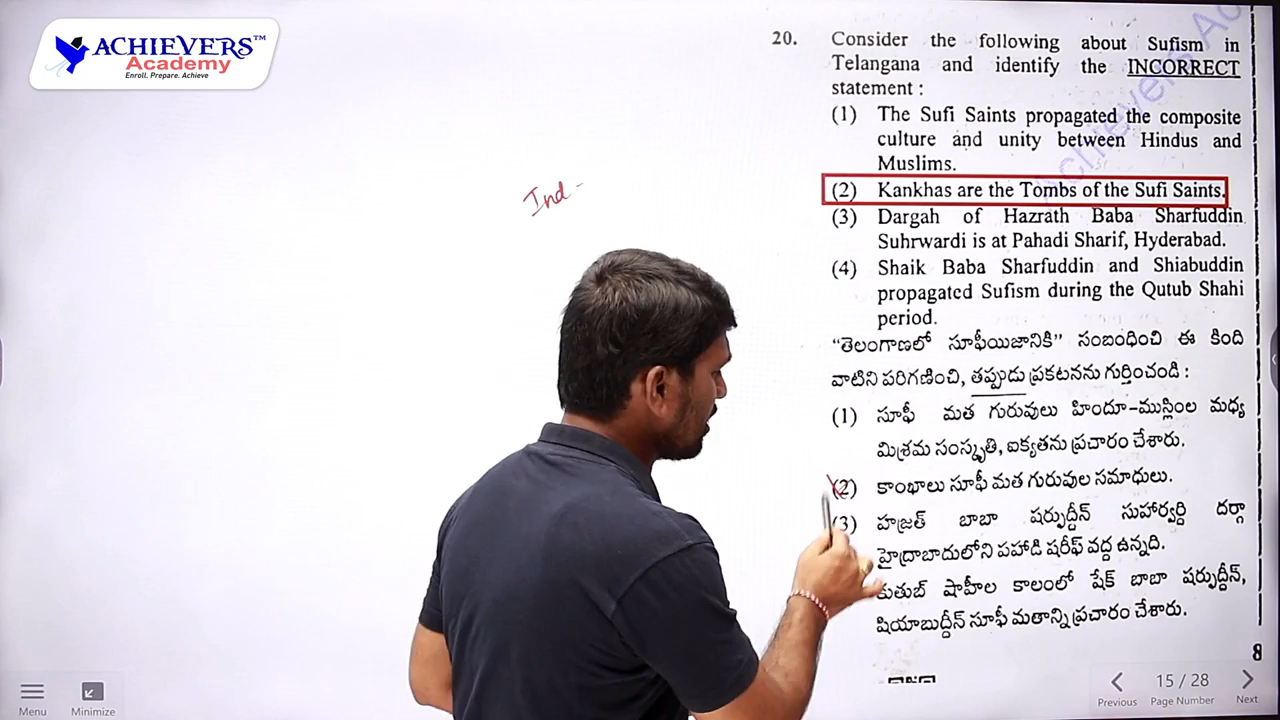 ACHIEVERS™
Academy
Enroll. Prepare. Achieve
Ind -
20. Consider the following about Sufism in
Telangana and identify the INCORRECT
statement :
(1) The Sufi Saints propagated the composite
culture and unity between Hindus and
Muslims.
(2) Kankhas are the Tombs of the Sufi Saints.
(3) Dargah of Hazrath Baba Sharfuddin
Suhrwardi is at Pahadi Sharif, Hyderabad.
(4) Shaik Baba Sharfuddin and Shiabuddin
propagated Sufism during the Qutub Shahi
period.
"తెలంగాణలో సూఫీయిజానికి" సంబంధించి ఈ కింది
వాటిని పరిగణించి, తప్పుడు ప్రకటనను గుర్తించండి :
(1) సూఫీ మత గురువులు హిందూ-ముస్లింల మధ్య
మిశ్రమ సంస్కృతి, ఐక్యతను ప్రచారం చేశారు.
(2) కాంఖాలు సూఫీ మత గురువుల సమాధులు.
(3) హజ్రత్ బాబా షర్ఫుద్దీన్ సుహార్వర్ది దర్గా
హైద్రాబాదులోని పహాడి షరీఫ్ వద్ద ఉన్నది.
కుతుబ్ షాహీల కాలంలో షేక్ బాబా షర్ఫుద్దీన్,
షియాబుద్దీన్ సూఫీ మతాన్ని ప్రచారం చేశారు.
8
Menu
Minimize
Previous
15 / 28
Page Number
Next